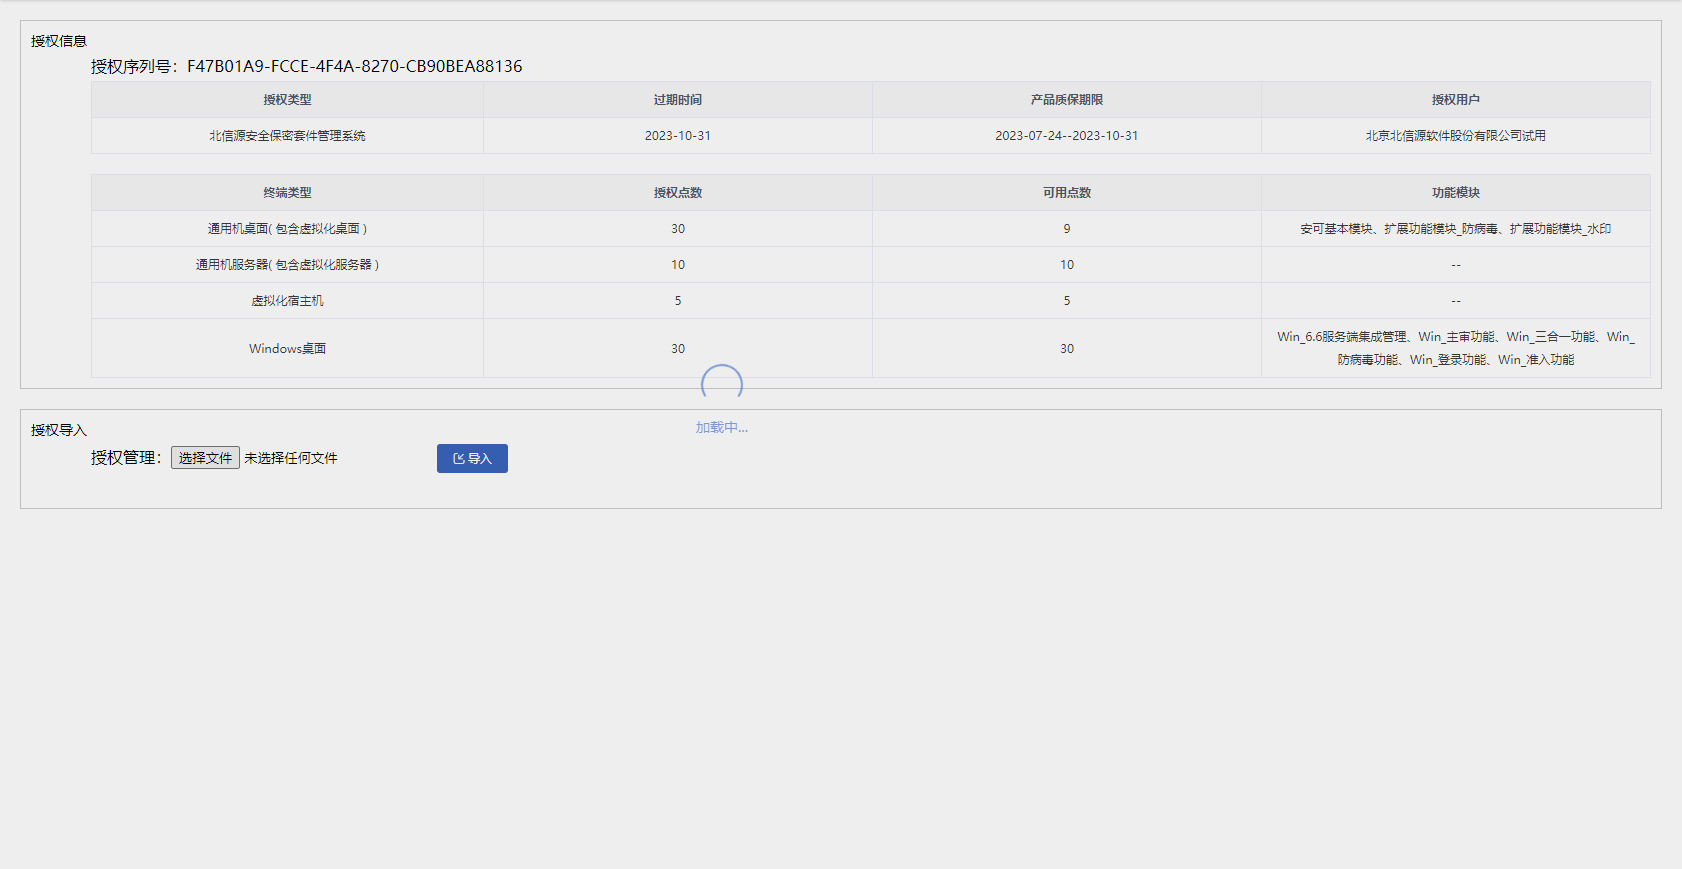 授权信息
授权序列号：F47B01A9-FCCE-4F4A-8270-CB90BEA88136
授权类型 过期时间 产品质保期限 授权用户
北信源安全保密套件管理系统 2023-10-31 2023-07-24--2023-10-31 北京北信源软件股份有限公司试用
终端类型 授权点数 可用点数 功能模块
通用机桌面( 包含虚拟化桌面 ) 30 9 安可基本模块、扩展功能模块_防病毒、扩展功能模块_水印
通用机服务器( 包含虚拟化服务器 ) 10 10 --
虚拟化宿主机 5 5 --
Windows桌面 30 30 Win_6.6服务端集成管理、Win_主审功能、Win_三合一功能、Win_
防病毒功能、Win_登录功能、Win_准入功能
加载中...
授权导入
授权管理： 选择文件 未选择任何文件 导入